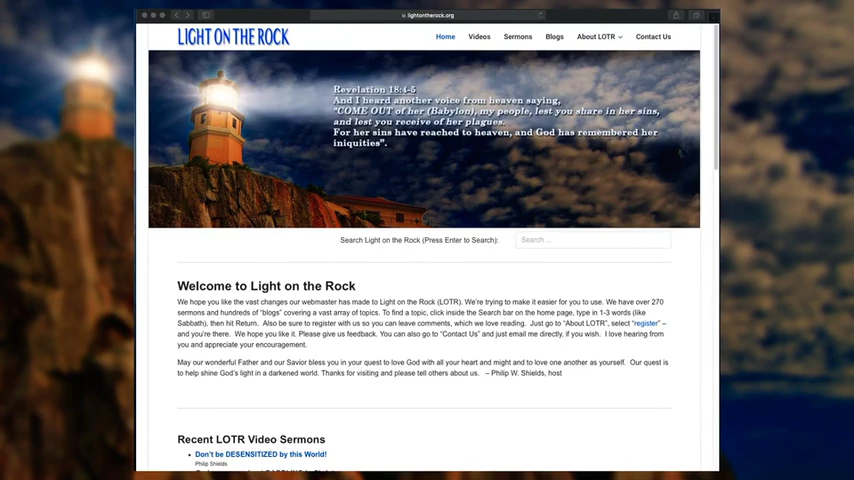 lightontherock.org
LIGHT ON THE ROCK
Home Videos Sermons Blogs About LOTR Contact Us
Revelation 18:4-5
And I heard another voice from heaven saying,
"COME OUT of her (Babylon), my people, lest you share in her sins,
and lest you receive of her plagues.
For her sins have reached to heaven, and God has remembered her
iniquities".
Search Light on the Rock (Press Enter to Search): Search ...
Welcome to Light on the Rock
We hope you like the vast changes our webmaster has made to Light on the Rock (LOTR). We're trying to make it easier for you to use. We have over 270
sermons and hundreds of "blogs" covering a vast array of topics. To find a topic, click inside the Search bar on the home page, type in 1-3 words (like
Sabbath), then hit Return. Also be sure to register with us so you can leave comments, which we love reading. Just go to "About LOTR", select "register" –
and you're there. We hope you like it. Please give us feedback. You can also go to "Contact Us" and just email me directly, if you wish. I love hearing from
you and appreciate your encouragement.
May our wonderful Father and our Savior bless you in your quest to love God with all your heart and might and to love one another as yourself. Our quest is
to help shine God's light in a darkened world. Thanks for visiting and please tell others about us. – Philip W. Shields, host
Recent LOTR Video Sermons
Don't be DESENSITIZED by this World!
Philip Shields